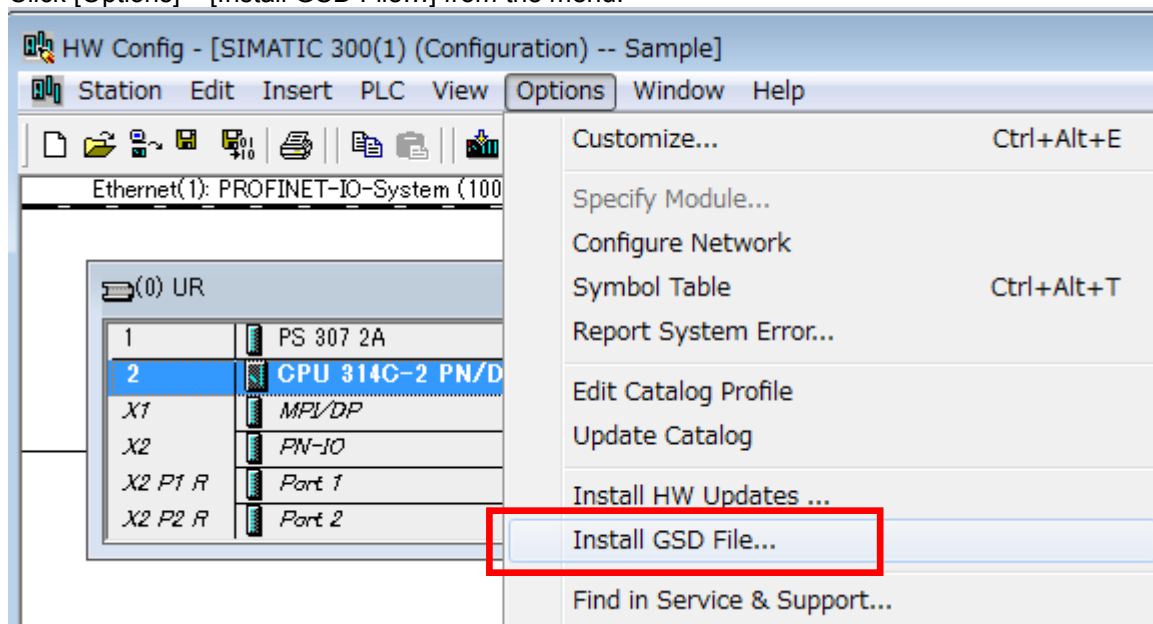 Click [Options] - [Install GSD File...] from the menu.
HW Config - [SIMATIC 300(1) (Configuration) -- Sample]
Station Edit Insert PLC View Options Window Help
Ethernet(1): PROFINET-IO-System (100
(0) UR
1 PS 307 2A
2 CPU 314C-2 PN/D
X1 MPI/DP
X2 PN-IO
X2 P1 R Port 1
X2 P2 R Port 2
Customize... Ctrl+Alt+E
Specify Module...
Configure Network
Symbol Table Ctrl+Alt+T
Report System Error...
Edit Catalog Profile
Update Catalog
Install HW Updates ...
Install GSD File...
Find in Service & Support...